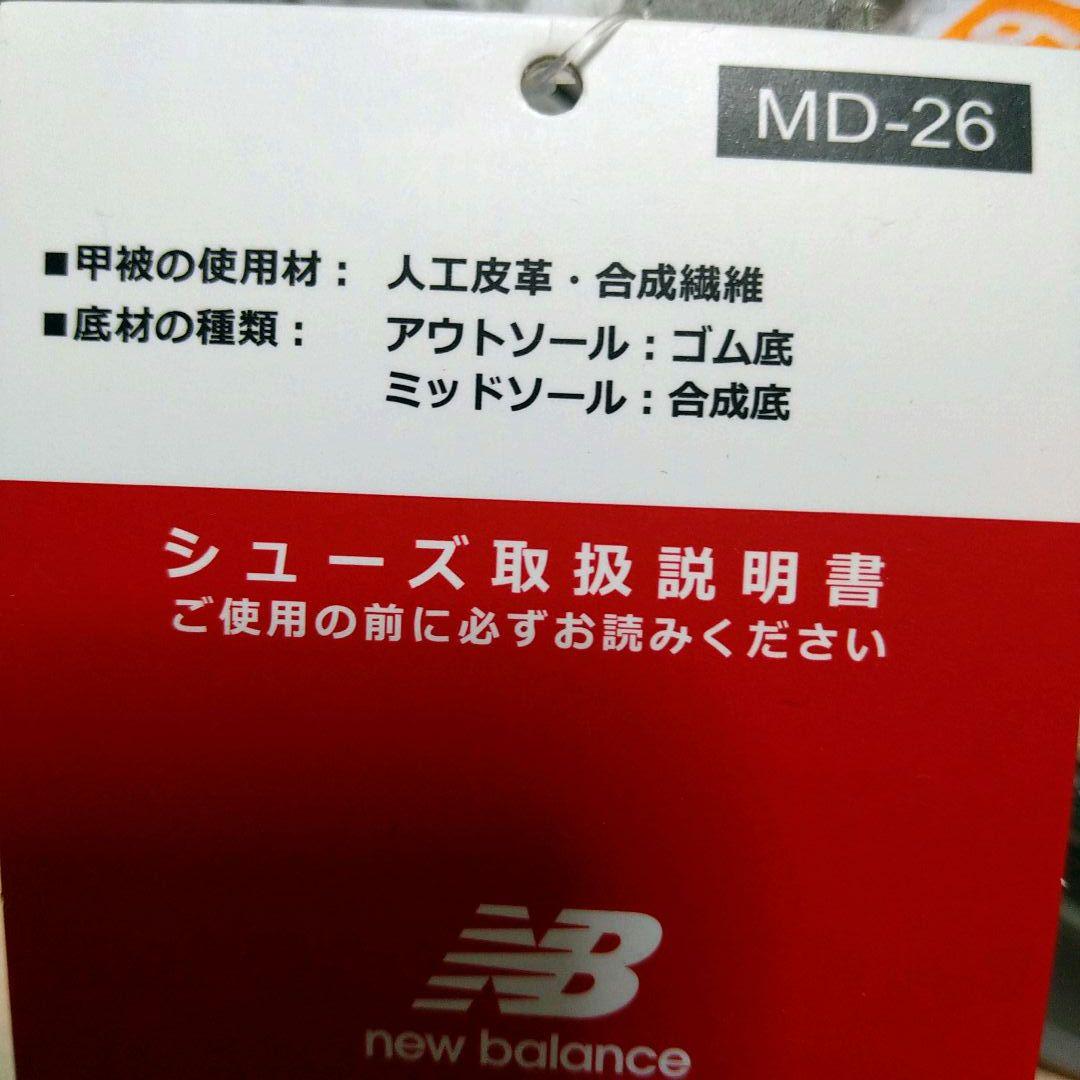 MD-26
■甲被の使用材： 人工皮革・合成繊維
■底材の種類： アウトソール：ゴム底
ミッドソール：合成底
シューズ取扱説明書
ご使用の前に必ずお読みください
NB
new balance